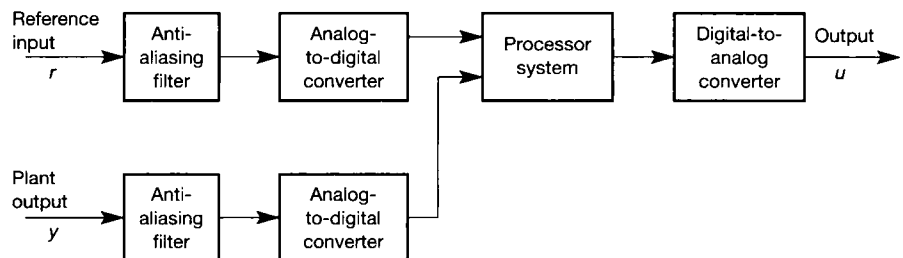 Reference
input
r
Anti-
aliasing
filter
Analog-
to-digital
converter
Processor
system
Digital-to-
analog
converter
Output
u
Plant
output
y
Anti-
aliasing
filter
Analog-
to-digital
converter